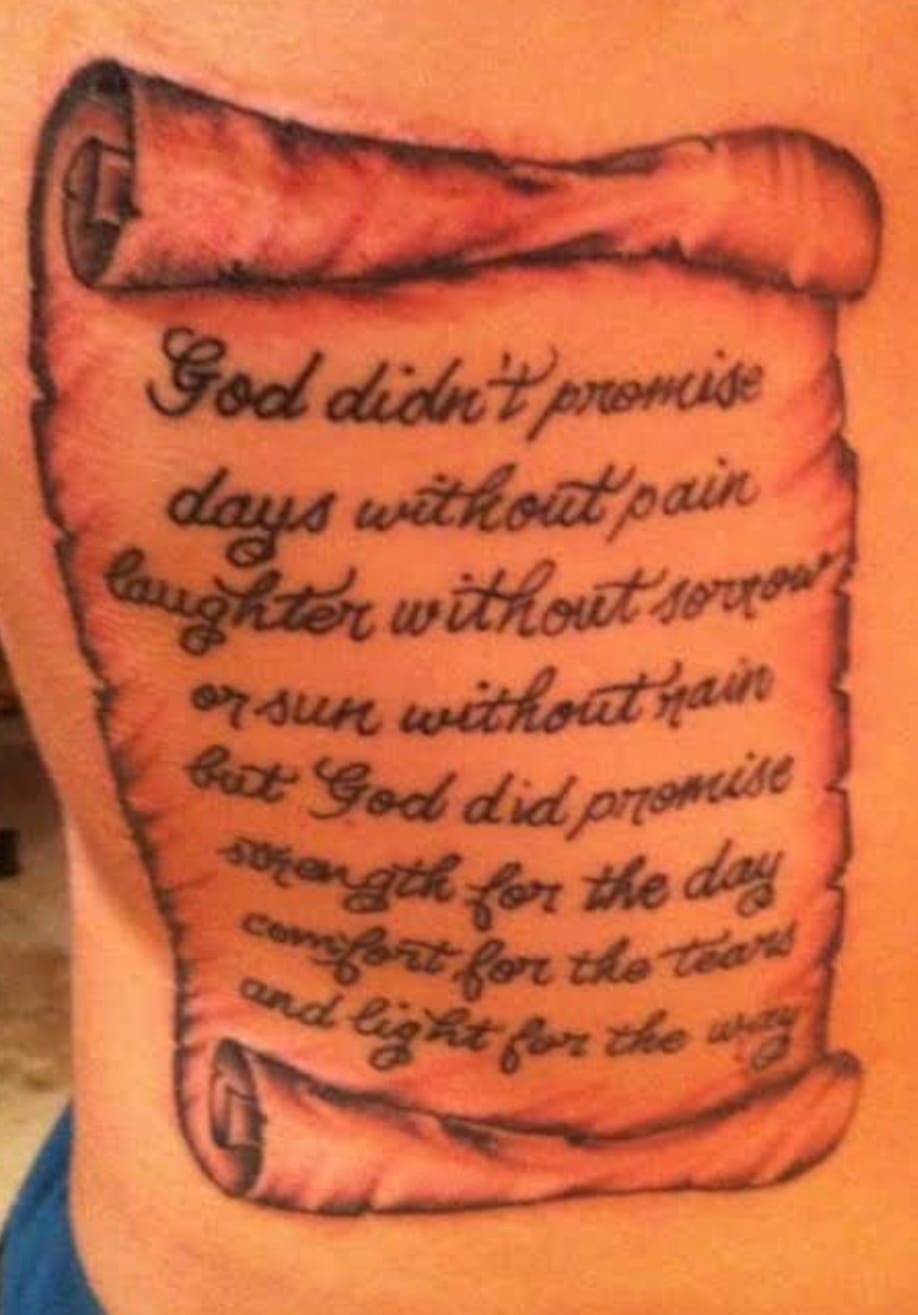 God didn't promise
days without pain
laughter without sorrow
or sun without rain
but God did promise
strength for the day
comfort for the tears
and light for the way